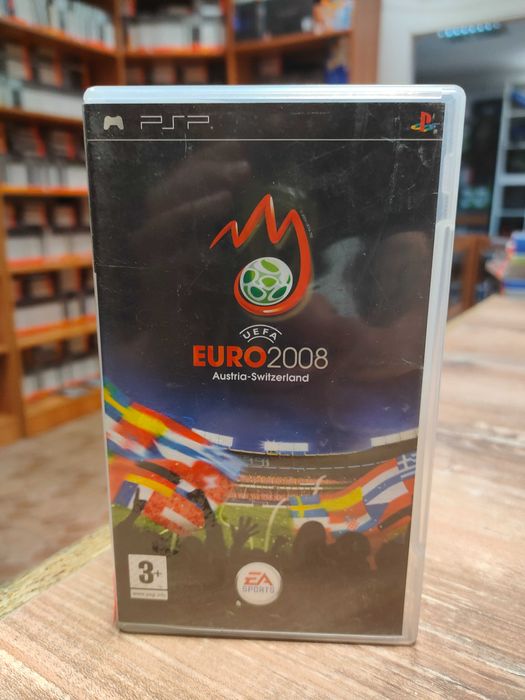 PSP
UEFA
EURO2008
Austria-Switzerland
3+
www.pegi.info
EA
SPORTS